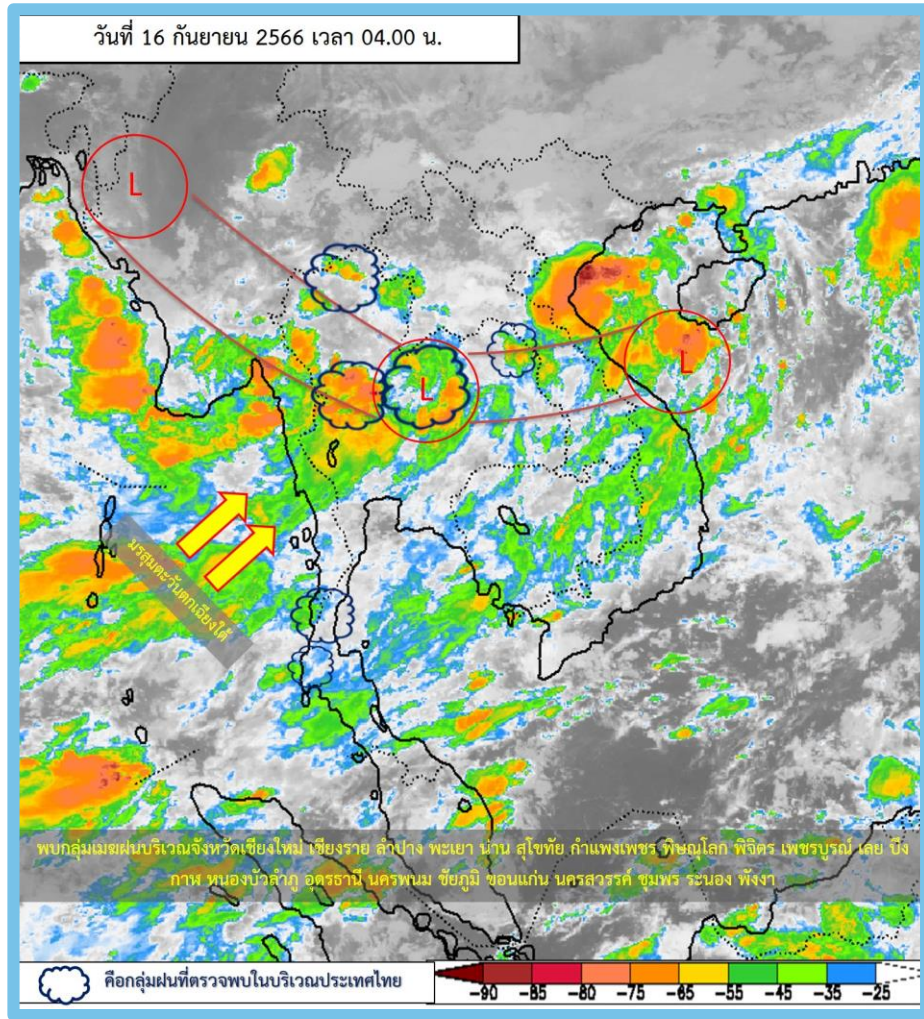 วันที่ 16 กันยายน 2566 เวลา 04.00 น.
L
L
L
มรสุมตะวันตกเฉียงใต้
พบกลุ่มเมฆฝนบริเวณจังหวัดเชียงใหม่ เชียงราย ลำปาง พะเยา น่าน สุโขทัย กำแพงเพชร พิษณุโลก พิจิตร เพชรบูรณ์ เลย บึง
กาฬ หนองบัวลำภู อุดรธานี นครพนม ชัยภูมิ ขอนแก่น นครสวรรค์ ชุมพร ระนอง พังงา
คือกลุ่มฝนที่ตรวจพบในบริเวณประเทศไทย
-90 -85 -80 -75 -65 -55 -45 -35 -25